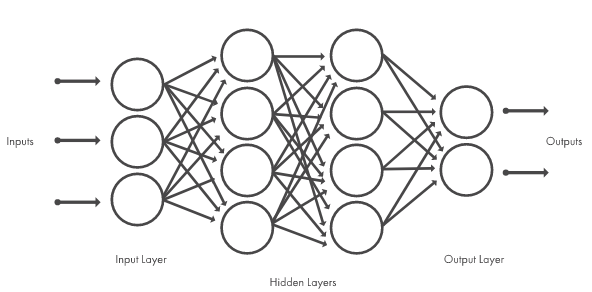 Inputs
Outputs
Input Layer
Output Layer
Hidden Layers